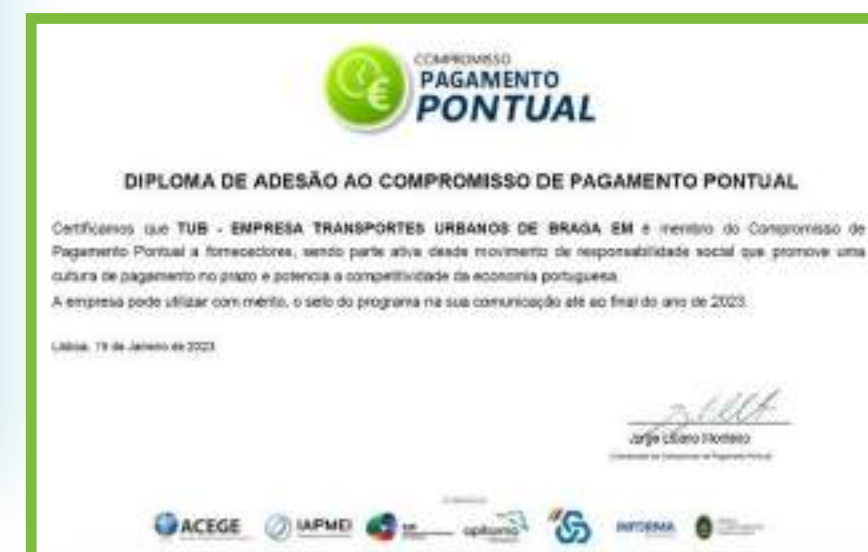 COMPROMISSO
PAGAMENTO
PONTUAL
DIPLOMA DE ADESÃO AO COMPROMISSO DE PAGAMENTO PONTUAL
Certificamos que TUB - EMPRESA TRANSPORTES URBANOS DE BRAGA EM é membro do Compromisso de
Pagamento Pontual a fornecedores, sendo parte ativa desde movimento de responsabilidade social que promove uma
cultura de pagamento no prazo e potencia a competitividade da economia portuguesa.
A empresa pode utilizar com mérito, o selo do programa na sua comunicação até ao final do ano de 2023.
Lisboa, 19 de Janeiro de 2023
Jorge Líbano Monteiro
ACEGE IAPMEI apifarma INFORMA